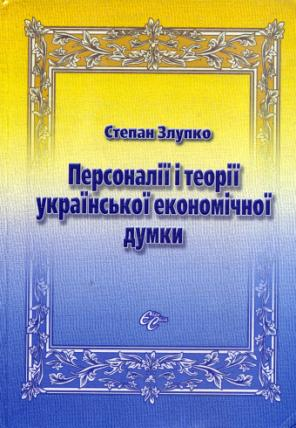 Степан Злупко
Персоналії і теорії
української економічної
думки